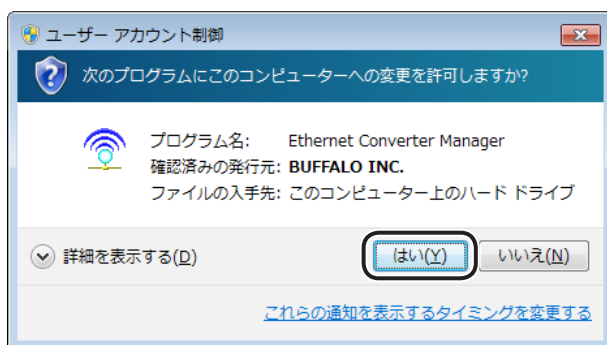 ユーザー アカウント制御
次のプログラムにこのコンピューターへの変更を許可しますか?
プログラム名: Ethernet Converter Manager
確認済みの発行元: BUFFALO INC.
ファイルの入手先: このコンピューター上のハード ドライブ
詳細を表示する(D)
はい(Y)
いいえ(N)
これらの通知を表示するタイミングを変更する